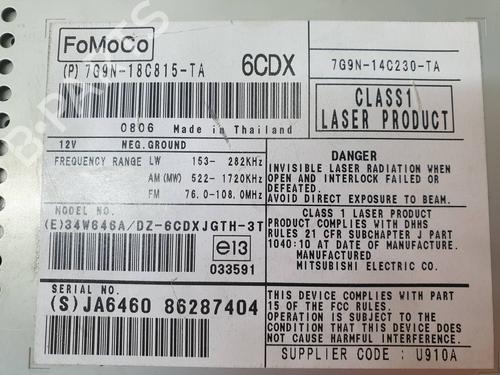 FoMoCo
(P) 7G9N-18C815-TA
6CDX
7G9N-14C230-TA
CLASS1
LASER PRODUCT
0806 Made in Thailand
12V NEG.GROUND
FREQUENCY RANGE LW 153- 282KHz
AM(MW) 522- 1720KHz
FM 76.0-108.0MHz
DANGER
INVISIBLE LASER RADIATION WHEN
OPEN AND INTERLOCK FAILED OR
DEFEATED.
AVOID DIRECT EXPOSURE TO BEAM.
MODEL NO.
(E)34W646A/DZ-6CDXJGTH-3T
e13
033591
CLASS 1 LASER PRODUCT
PRODUCT COMPLIES WITH DHHS
RULES 21 CFR SUBCHAPTER J PART
1040:10 AT DATE OF MANUFACTURE.
MANUFACTURED
MITSUBISHI ELECTRIC CO.
SERIAL NO.
(S)JA6460 86287404
THIS DEVICE COMPLIES WITH PART
15 OF THE FCC RULES.
OPERATION IS SUBJECT TO
CONDITION THAT THIS DEVICE DOES
NOT CAUSE HARMFUL INTERFERENCE.
SUPPLIER CODE : U910A